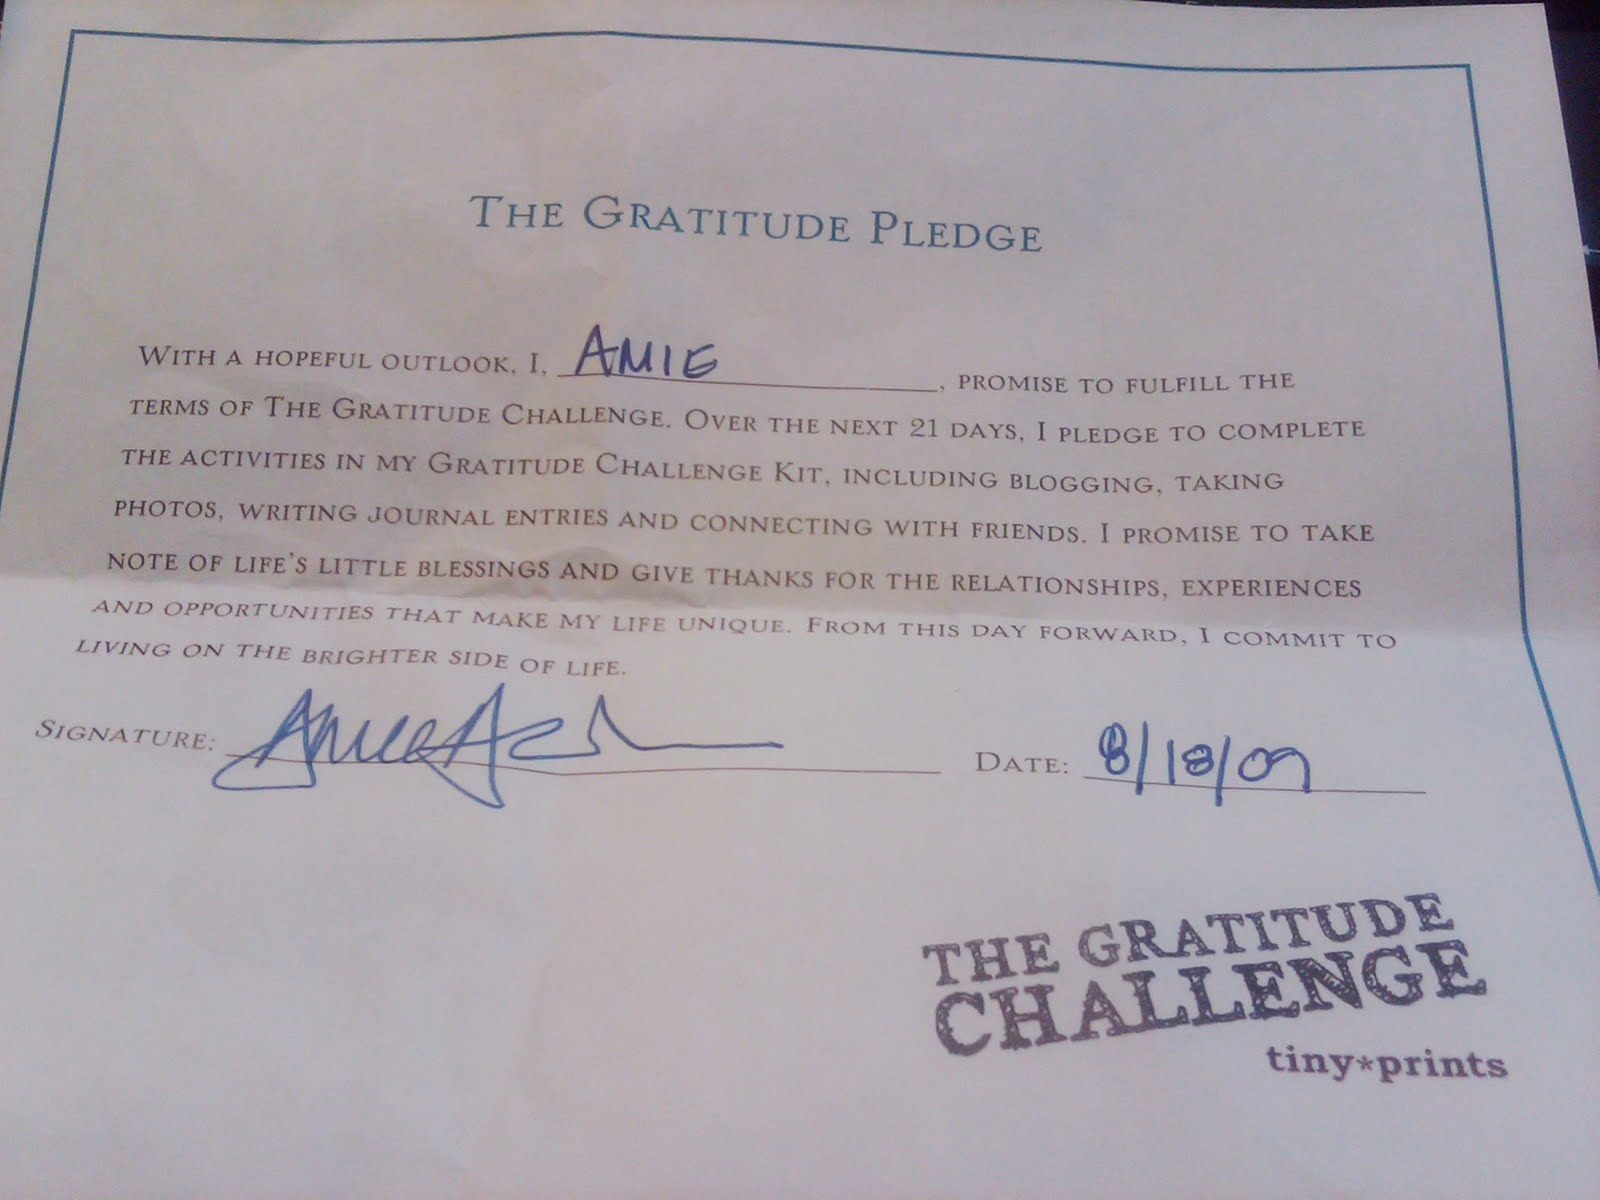 THE GRATITUDE PLEDGE
WITH A HOPEFUL OUTLOOK, I, AMIE, PROMISE TO FULFILL THE
TERMS OF THE GRATITUDE CHALLENGE. OVER THE NEXT 21 DAYS, I PLEDGE TO COMPLETE
THE ACTIVITIES IN MY GRATITUDE CHALLENGE KIT, INCLUDING BLOGGING, TAKING
PHOTOS, WRITING JOURNAL ENTRIES AND CONNECTING WITH FRIENDS. I PROMISE TO TAKE
NOTE OF LIFE'S LITTLE BLESSINGS AND GIVE THANKS FOR THE RELATIONSHIPS, EXPERIENCES
AND OPPORTUNITIES THAT MAKE MY LIFE UNIQUE. FROM THIS DAY FORWARD, I COMMIT TO
LIVING ON THE BRIGHTER SIDE OF LIFE.
SIGNATURE: DATE: 8/18/09
THE GRATITUDE
CHALLENGE
tiny*prints